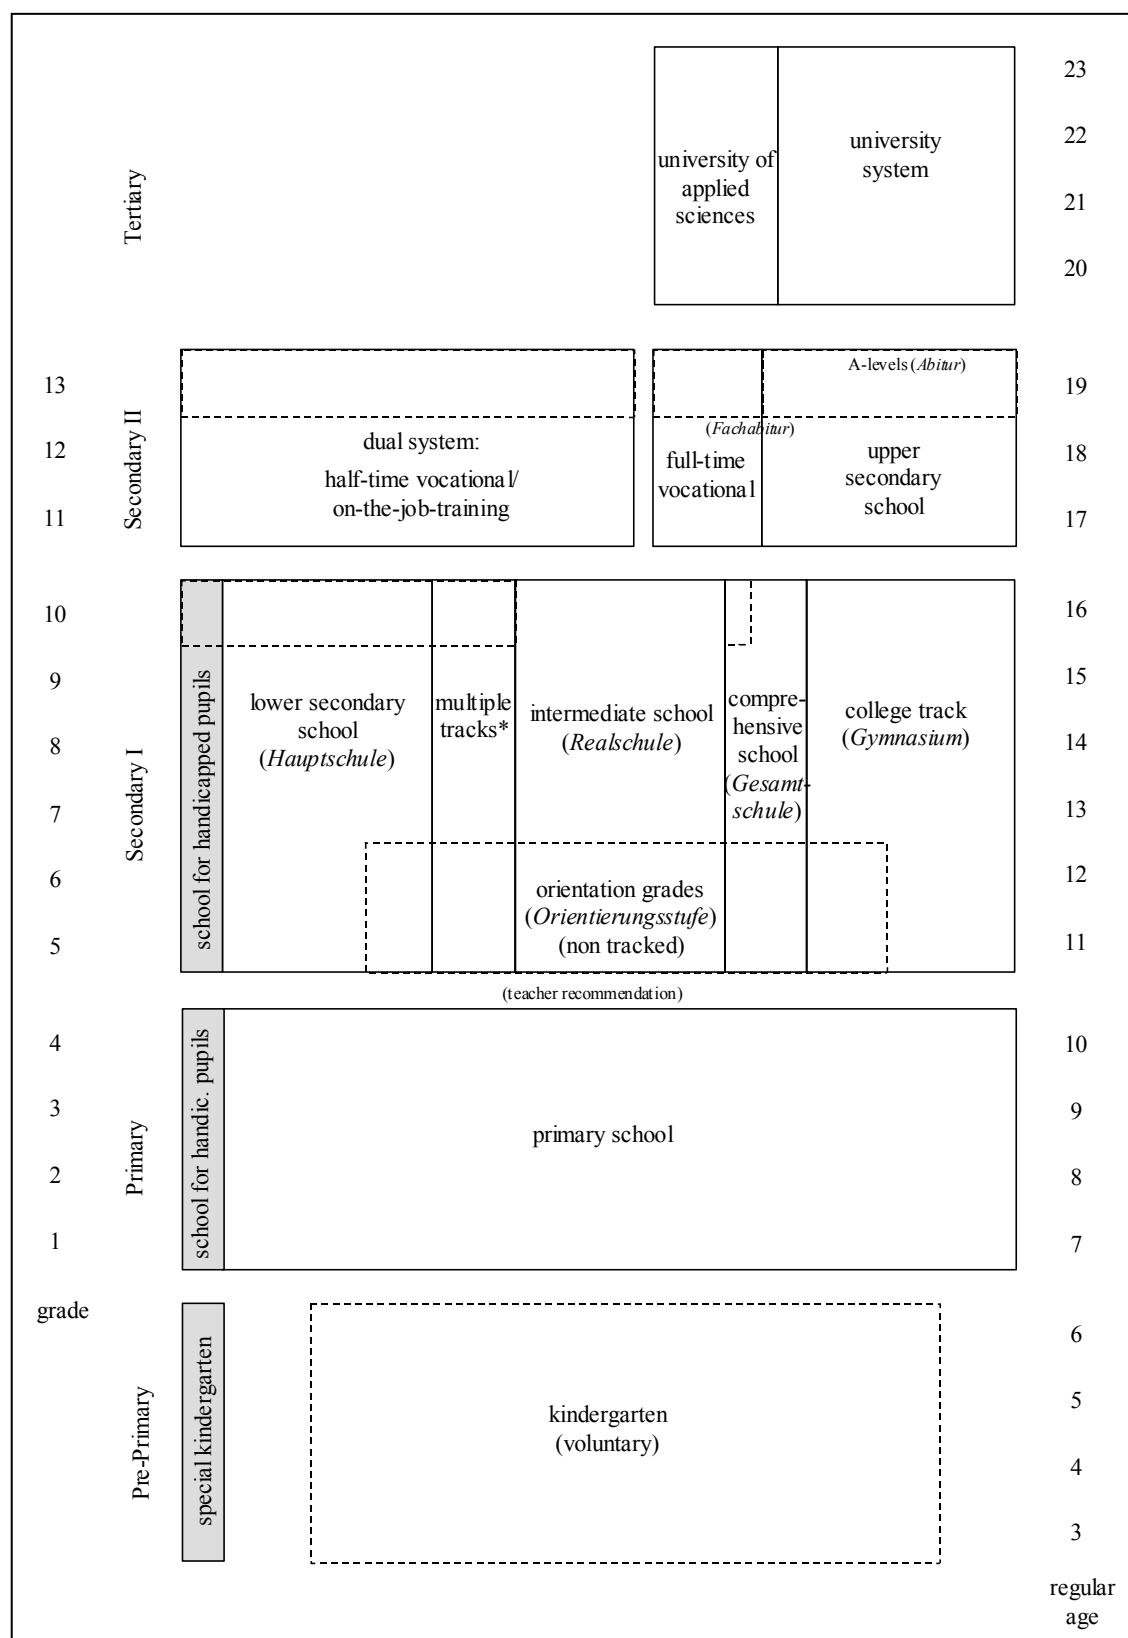 23
22
21
20
Tertiary
university of
applied
sciences
university
system
13
12
11
Secondary II
dual system:
half-time vocational/
on-the-job-training
(Fachabitur)
full-time
vocational
A-levels (Abitur)
upper
secondary
school
19
18
17
10
9
8
7
6
5
Secondary I
school for handicapped pupils
lower secondary
school
(Hauptschule)
multiple
tracks*
intermediate school
(Realschule)
compre-
hensive
school
(Gesamt-
schule)
college track
(Gymnasium)
orientation grades
(Orientierungsstufe)
(non tracked)
16
15
14
13
12
11
(teacher recommendation)
4
3
2
1
Primary
school for handic. pupils
primary school
10
9
8
7
grade
Pre-Primary
special kindergarten
kindergarten
(voluntary)
6
5
4
3
regular
age